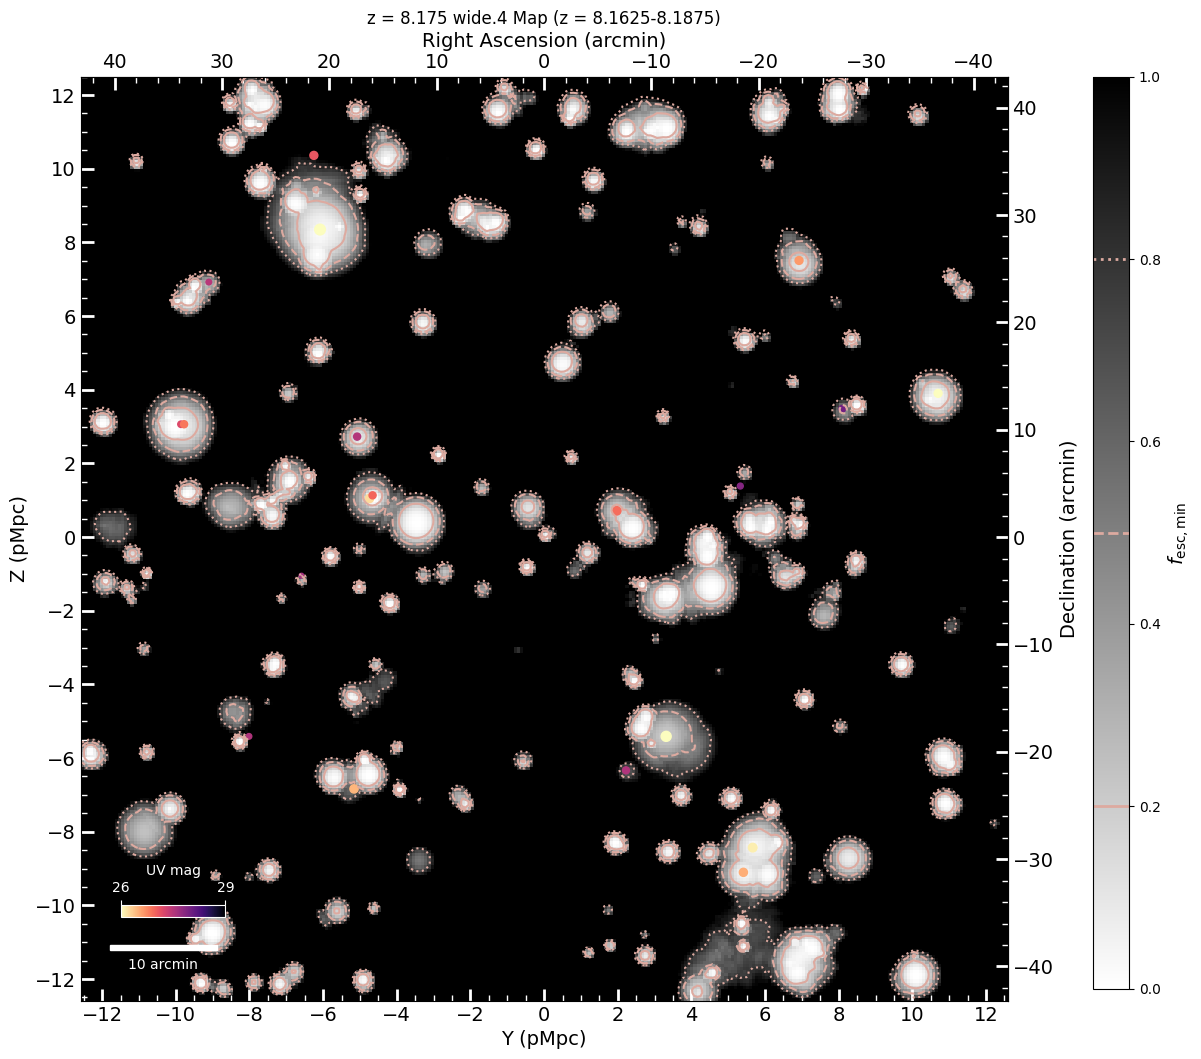 z = 8.175 wide.4 Map (z = 8.1625-8.1875)
Right Ascension (arcmin)
40 30 20 10 0 −10 −20 −30 −40
12 10 8 6 4 2 0 −2 −4 −6 −8 −10 −12
Z (pMpc)
UV mag
26 29
10 arcmin
−12 −10 −8 −6 −4 −2 0 2 4 6 8 10 12
Y (pMpc)
40 30 20 10 0 −10 −20 −30 −40
Declination (arcmin)
1.0 0.8 0.6 0.4 0.2 0.0
f_esc,min